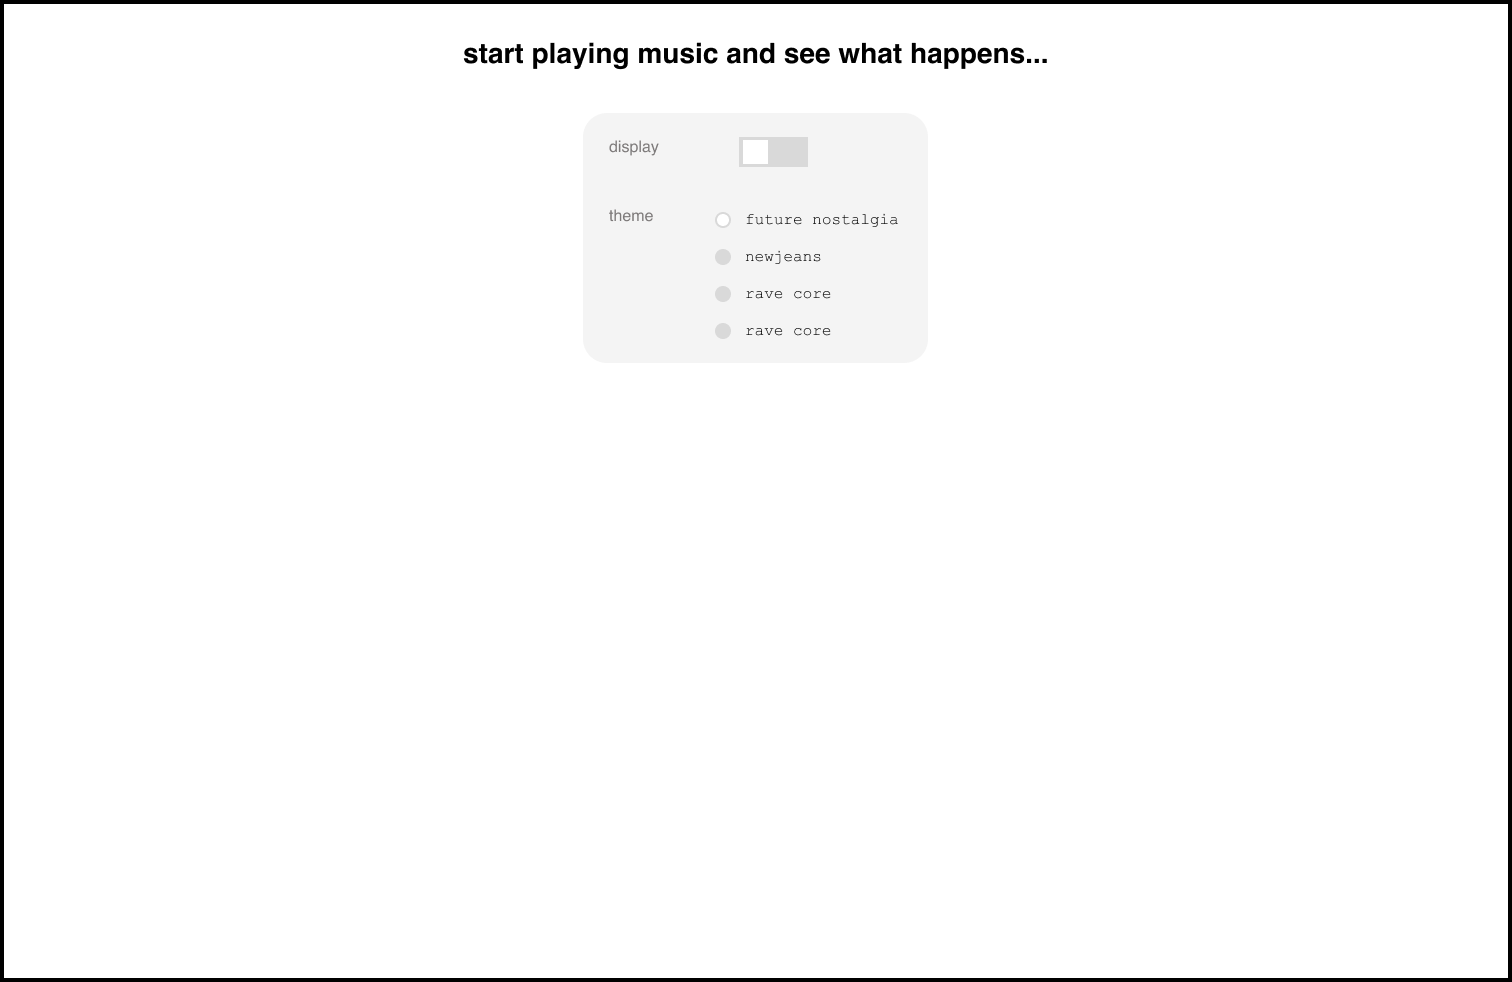 start playing music and see what happens...
display
theme
future nostalgia
newjeans
rave core
rave core